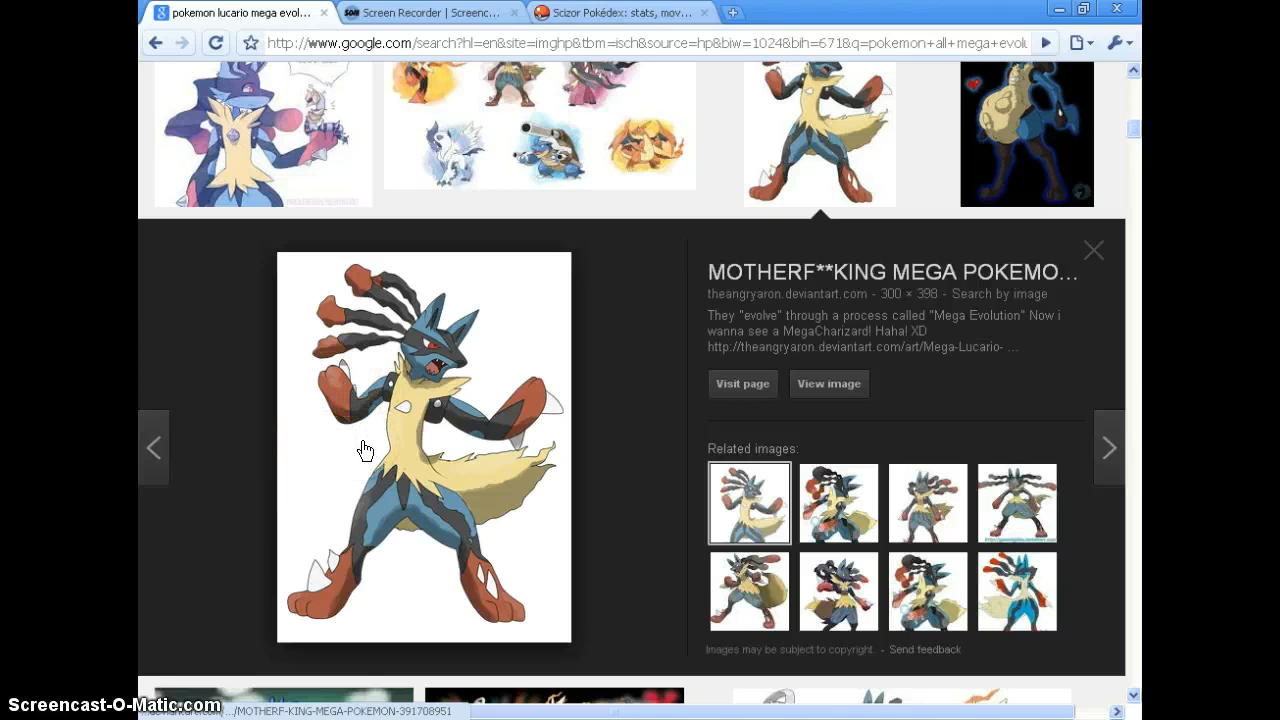 pokemon lucario mega evol...
Screen Recorder | Screenc...
Scizor Pokédex: stats, mov...
http://www.google.com/search?hl=en&site=imghp&tbm=isch&source=hp&biw=1024&bih=671&q=pokemon+all+mega+evolu
MOTHERF**KING MEGA POKEMO...
theangryaron.deviantart.com - 300 × 398 - Search by image
They "evolve" through a process called "Mega Evolution" Now i
wanna see a MegaCharizard! Haha! XD
http://theangryaron.deviantart.com/art/Mega-Lucario- ...
Visit page
View image
Related images:
Images may be subject to copyright. - Send feedback
Screencast-O-Matic.com
.../MOTHERF-KING-MEGA-POKEMON-391708951